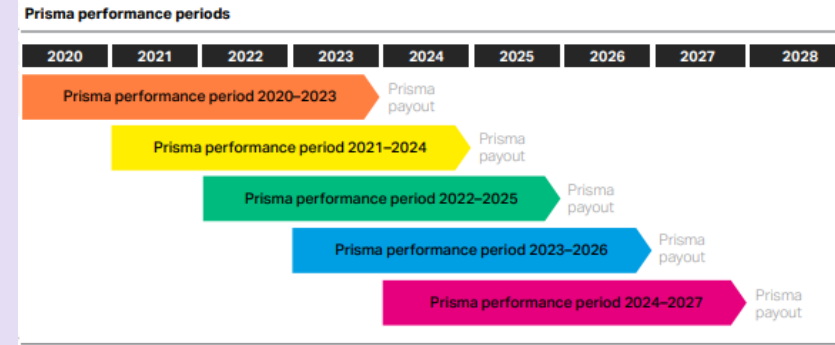 Prisma performance periods
2020 2021 2022 2023 2024 2025 2026 2027 2028
Prisma performance period 2020–2023
Prisma
payout
Prisma performance period 2021–2024
Prisma
payout
Prisma performance period 2022–2025
Prisma
payout
Prisma performance period 2023–2026
Prisma
payout
Prisma performance period 2024–2027
Prisma
payout